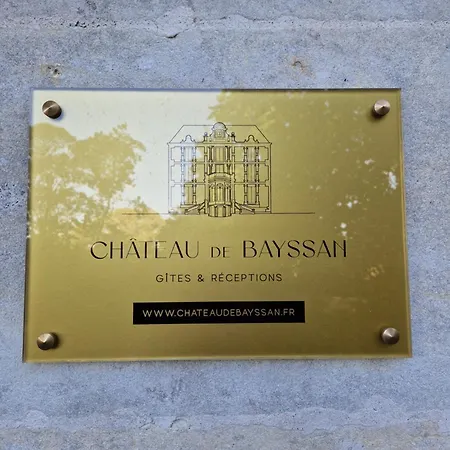 CHÂTEAU DE BAYSSAN
GÎTES & RÉCEPTIONS
WWW.CHATEAUDEBAYSSAN.FR